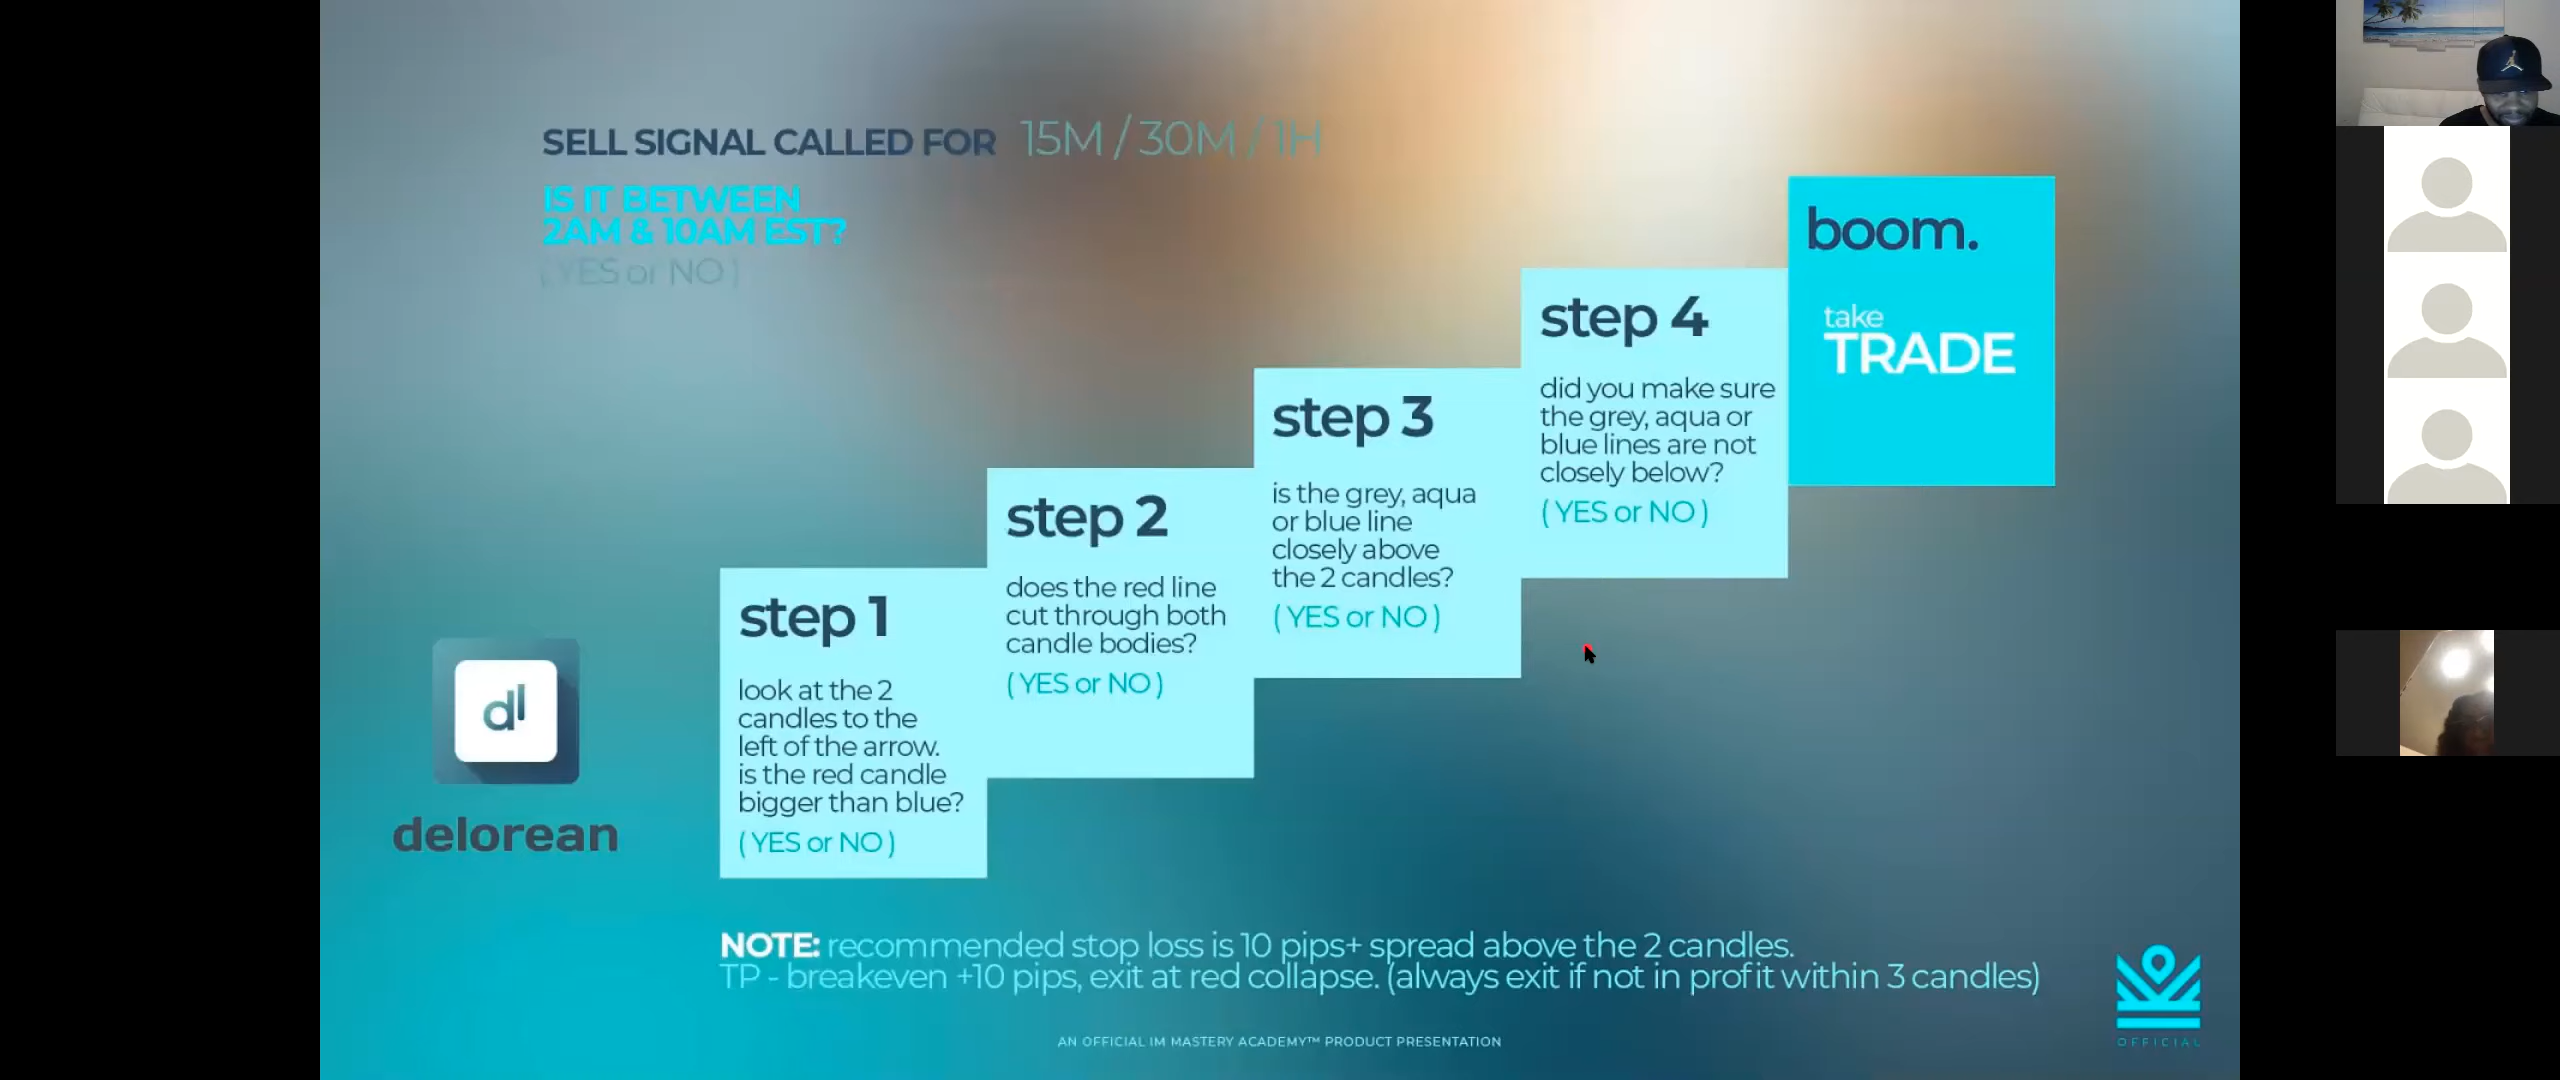 SELL SIGNAL CALLED FOR 15M / 30M / 1H
IS IT BETWEEN
2AM & 10AM EST?
( YES or NO )
boom.
take
TRADE
step 4
did you make sure
the grey, aqua or
blue lines are not
closely below?
( YES or NO )
step 3
is the grey, aqua
or blue line
closely above
the 2 candles?
( YES or NO )
step 2
does the red line
cut through both
candle bodies?
( YES or NO )
step 1
look at the 2
candles to the
left of the arrow.
is the red candle
bigger than blue?
( YES or NO )
dl
delorean
NOTE: recommended stop loss is 10 pips+ spread above the 2 candles.
TP - breakeven +10 pips, exit at red collapse. (always exit if not in profit within 3 candles)
AN OFFICIAL IM MASTERY ACADEMY™ PRODUCT PRESENTATION
OFFICIAL